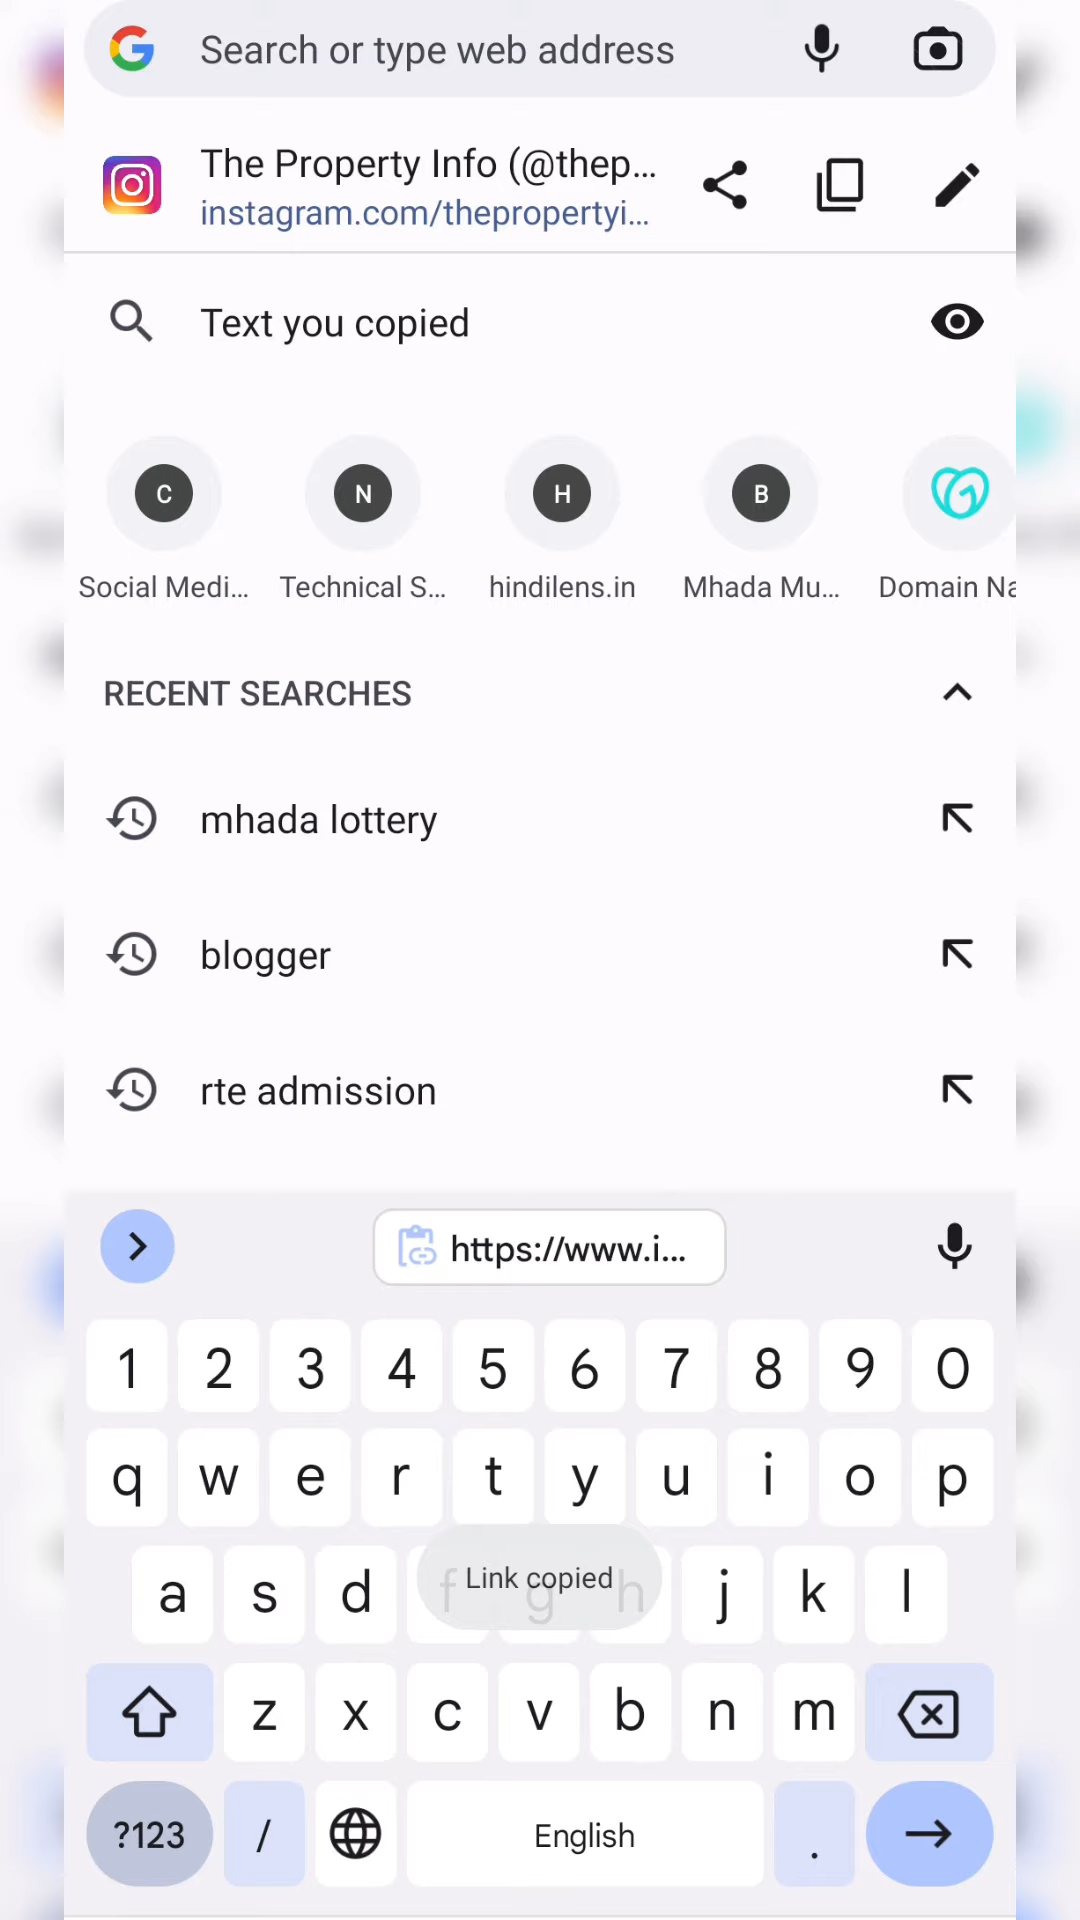 Search or type web address
The Property Info (@thep...
instagram.com/thepropertyi...
Text you copied
C N H B
Social Medi... Technical S... hindilens.in Mhada Mu... Domain Na
RECENT SEARCHES
mhada lottery
blogger
rte admission
https://www.i...
1 2 3 4 5 6 7 8 9 0
q w e r t y u i o p
a s d f g h j k l
Link copied
z x c v b n m
?123 / English .